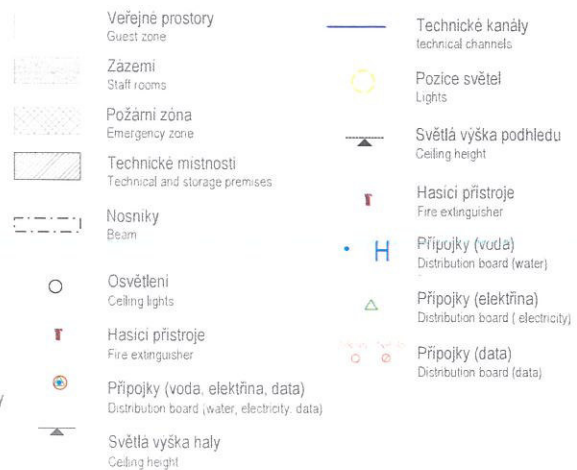 Veřejné prostory
Guest zone
Zázemí
Staff rooms
Požární zóna
Emergency zone
Technické místnosti
Technical and storage premises
Nosníky
Beam
Osvětlení
Ceiling lights
Hasicí přístroje
Fire extinguisher
Přípojky (voda, elektřina, data)
Distribution board (water, electricity, data)
Světlá výška haly
Ceiling height
Technické kanály
technical channels
Pozice světel
Lights
Světlá výška podhledu
Ceiling height
Hasicí přístroje
Fire extinguisher
H
Přípojky (voda)
Distribution board (water)
Přípojky (elektřina)
Distribution board ( electricity)
Přípojky (data)
Distribution board (data)